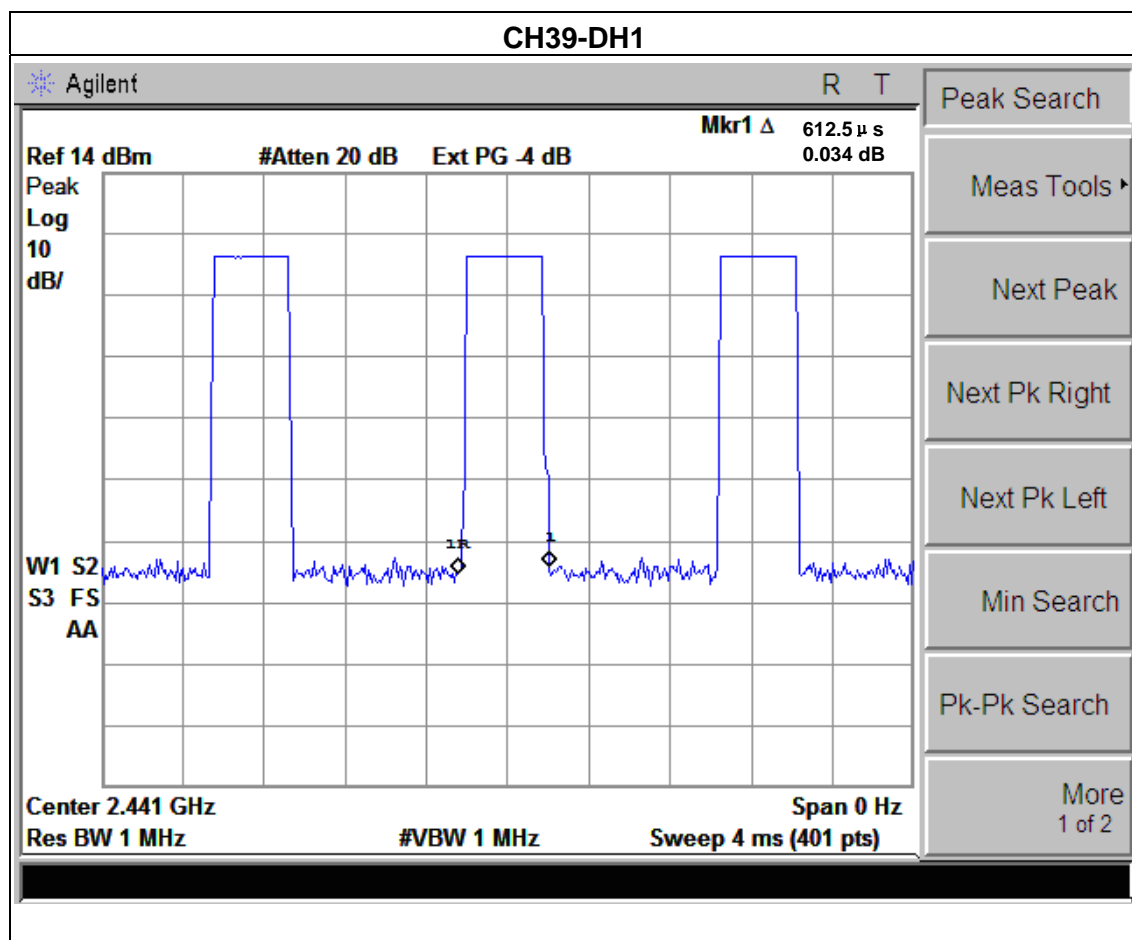 CH39-DH1
Agilent
R T
Peak Search
Mkr1 Δ 612.5 μ s
Ref 14 dBm #Atten 20 dB Ext PG -4 dB 0.034 dB
Peak
Log
10
dB/
Meas Tools
Next Peak
Next Pk Right
Next Pk Left
1R
1
W1 S2
S3 FS
AA
Min Search
Pk-Pk Search
Center 2.441 GHz Span 0 Hz
Res BW 1 MHz #VBW 1 MHz Sweep 4 ms (401 pts)
More
1 of 2